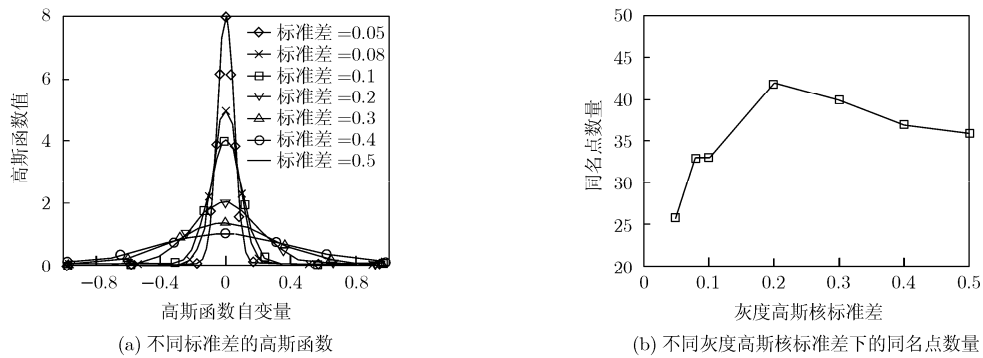 8
6
4
2
0
高斯函数值
标准差 =0.05
标准差 =0.08
标准差 =0.1
标准差 =0.2
标准差 =0.3
标准差 =0.4
标准差 =0.5
−0.8 −0.4 0 0.4 0.8
高斯函数自变量
(a) 不同标准差的高斯函数
50
45
40
35
30
25
20
同名点数量
0 0.1 0.2 0.3 0.4 0.5
灰度高斯核标准差
(b) 不同灰度高斯核标准差下的同名点数量